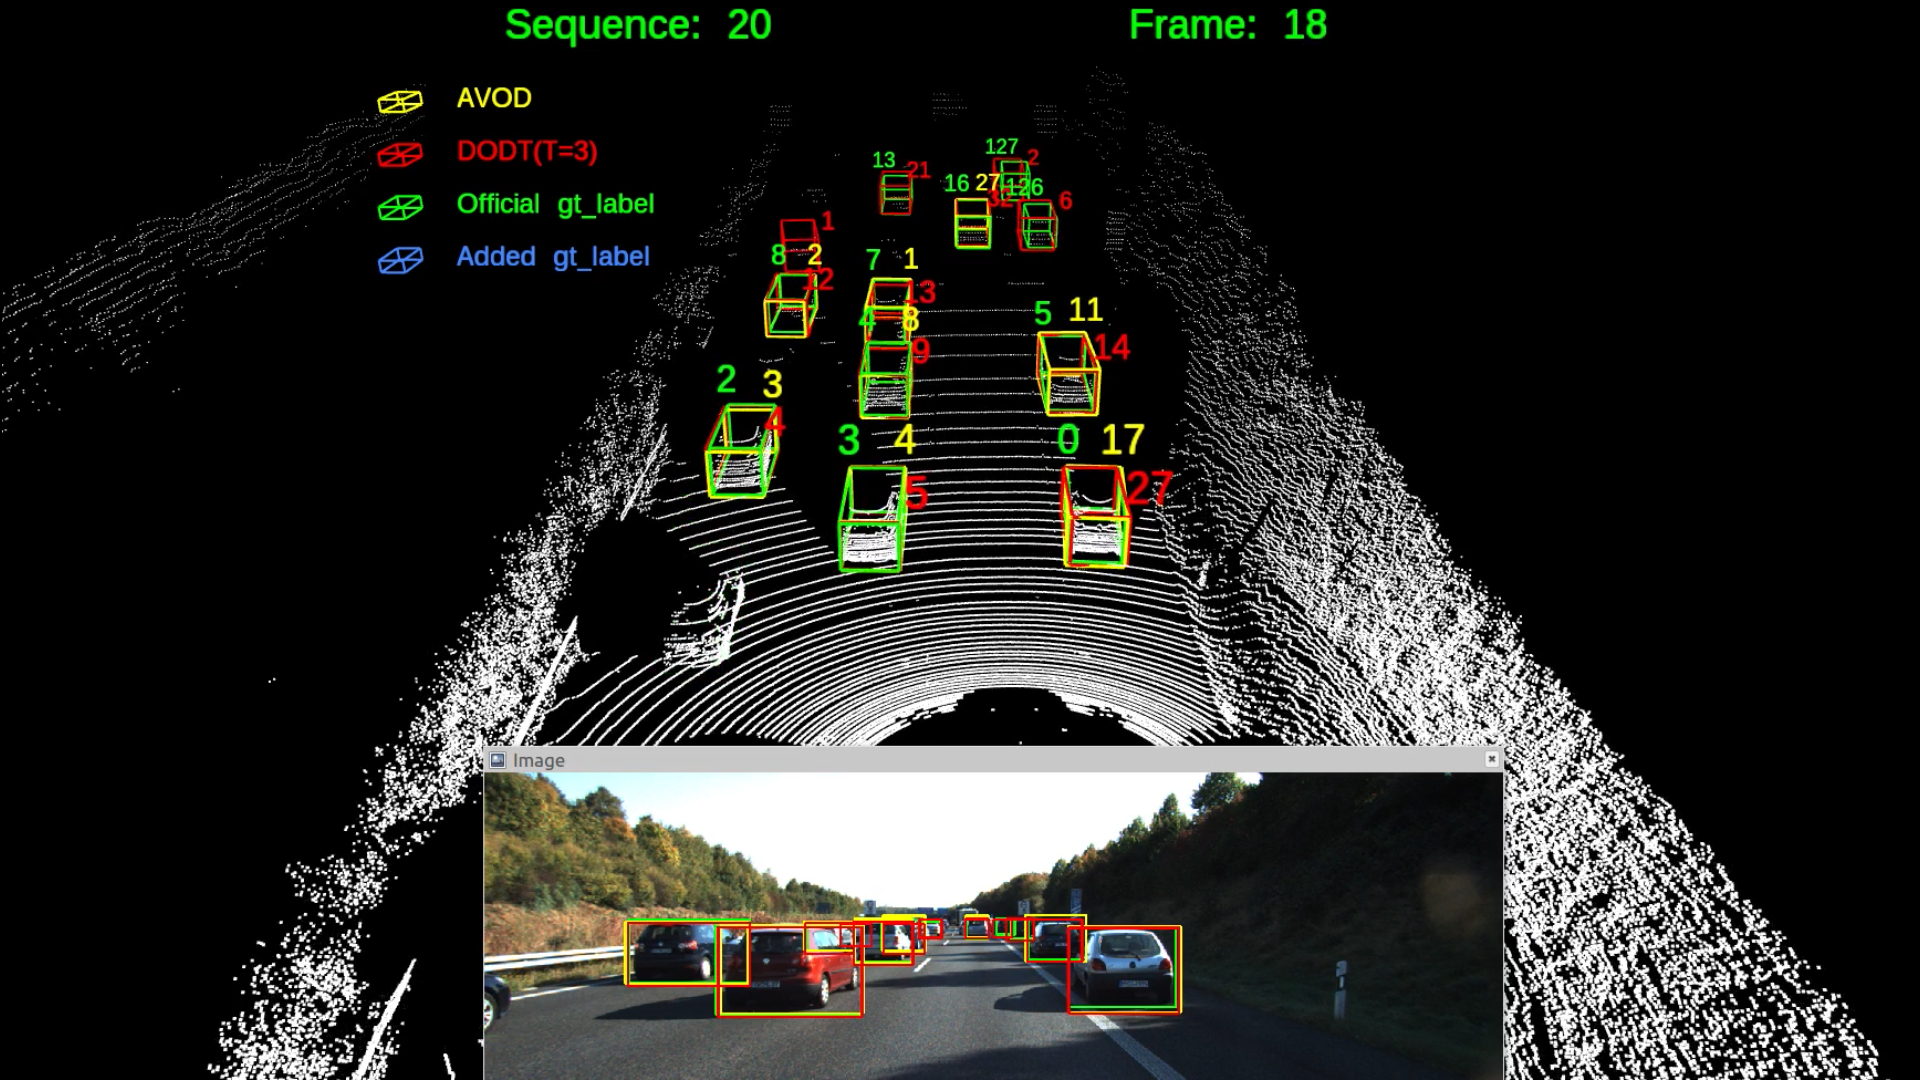 Sequence: 20 Frame: 18
AVOD
DODT(T=3)
Official gt_label
Added gt_label
127
13 21 2
16 27 126
32 6
1
8 2 7 1
12 13
4 8 5 11
9 14
2 3
4
3 4 0 17
5 27
Image